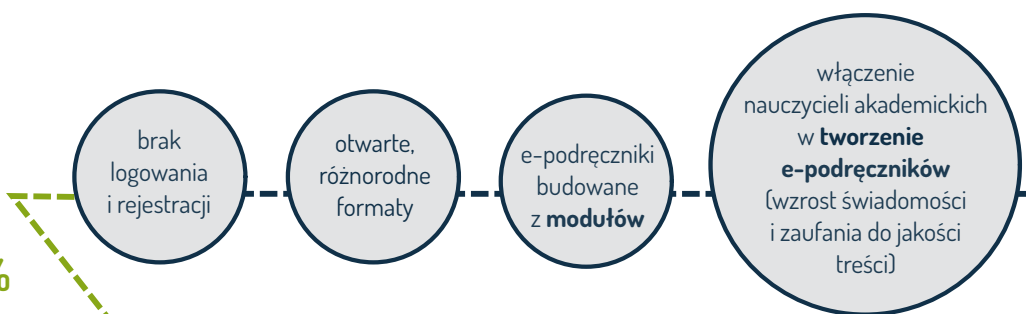 brak
logowania
i rejestracji
otwarte,
różnorodne
formaty
e-podręczniki
budowane
z modułów
włączenie
nauczycieli akademickich
w tworzenie
e-podręczników
(wzrost świadomości
i zaufania do jakości
treści)
%